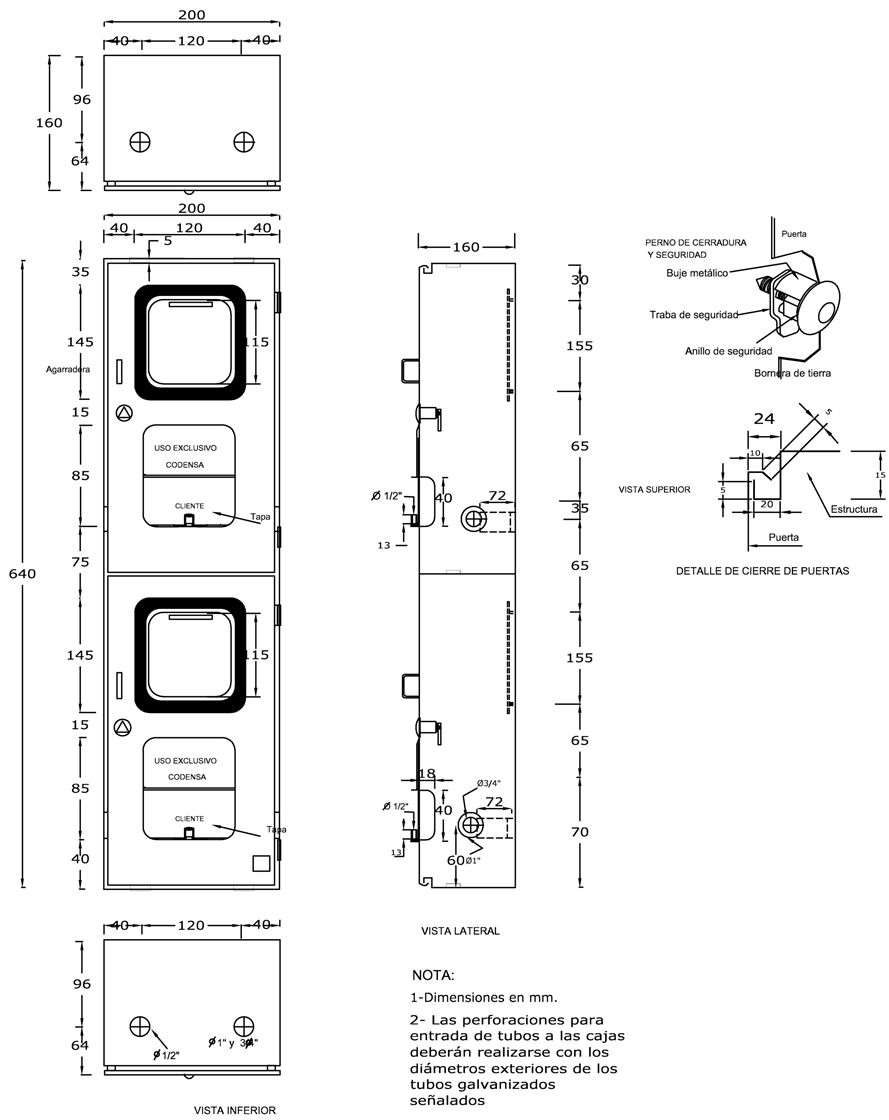 200
40 120 40
96
160
64
200
40 120 40
5
35
145
115
Agarradera
15
85
USO EXCLUSIVO
CODENSA
CLIENTE
Tapa
75
640
145
115
15
USO EXCLUSIVO
CODENSA
85
CLIENTE
Tapa
40
40 120 40
96
64
Ø 1/2"
Ø 1" y 3/4"
VISTA INFERIOR
160
30
155
65
Ø 1/2"
40
72
35
13
65
155
65
18
Ø3/4"
Ø 1/2"
40
72
70
13
60
Ø1"
VISTA LATERAL
NOTA:
1-Dimensiones en mm.
2- Las perforaciones para
entrada de tubos a las cajas
deberán realizarse con los
diámetros exteriores de los
tubos galvanizados
señalados
Puerta
PERNO DE CERRADURA
Y SEGURIDAD
Buje metálico
Traba de seguridad
Anillo de seguridad
Bornera de tierra
24
5
10
15
5
VISTA SUPERIOR
20
Estructura
Puerta
DETALLE DE CIERRE DE PUERTAS